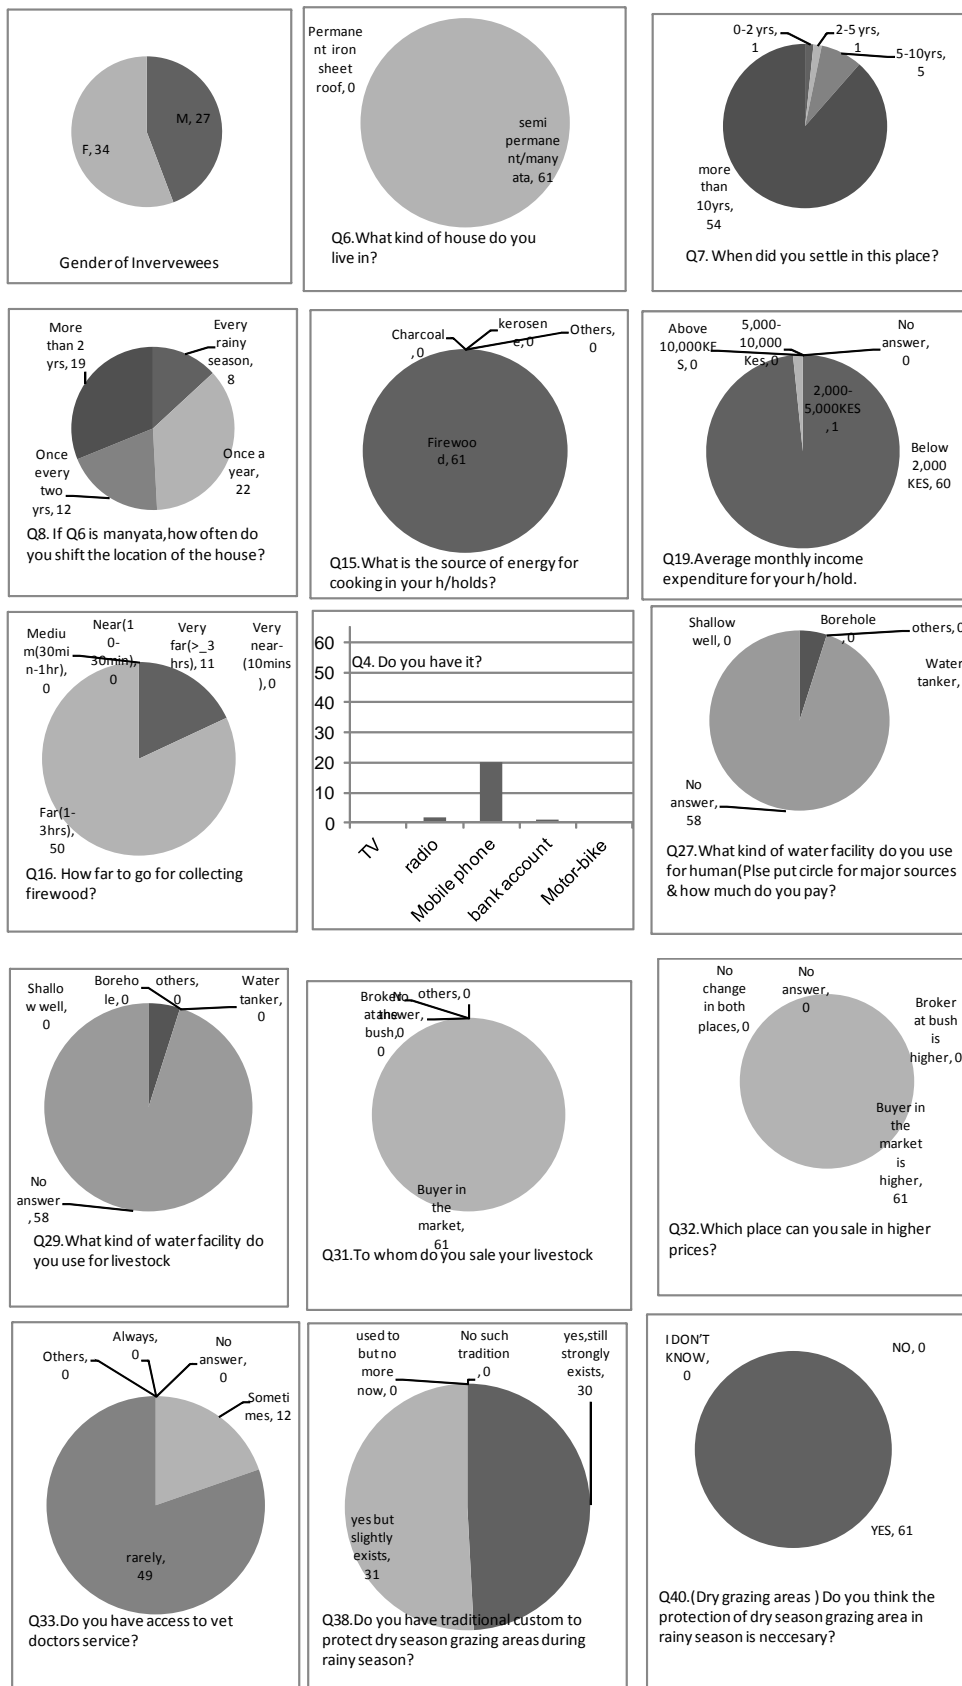 M, 27
F, 34
Gender of Invervewees
Permane
nt iron
sheet
roof, 0
semi
permane
nt/many
ata, 61
Q6.What kind of house do you
live in?
0-2 yrs,
1
2-5 yrs,
1
5-10yrs,
5
more
than
10yrs,
54
Q7. When did you settle in this place?
More
than 2
yrs, 19
Every
rainy
season,
8
Once
every
two
yrs, 12
Once a
year,
22
Q8. If Q6 is manyata,how often do
you shift the location of the house?
Charcoal
, 0
kerosen
e, 0
Others,
0
Firewoo
d, 61
Q15.What is the source of energy for
cooking in your h/holds?
Above
10,000KE
S, 0
5,000-
10,000
Kes, 0
No
answer,
0
2,000-
5,000KES
, 1
Below
2,000
KES, 60
Q19.Average monthly income
expenditure for your h/hold.
Mediu
m(30mi
n-1hr),
0
Near(1
0-
30min),
0
Very
far(>_3
hrs), 11
Very
near-
(10mins
), 0
Far(1-
3hrs),
50
Q16. How far to go for collecting
firewood?
Q4. Do you have it?
60
50
40
30
20
10
0
TV
radio
Mobile phone
bank account
Motor-bike
Shallow
well, 0
Borehole
, 0
others, 0
Water
tanker,
No
answer,
58
Q27.What kind of water facility do you use
for human(Plse put circle for major sources
& how much do you pay?
Shallo
w well,
0
Boreho
le, 0
others,
0
Water
tanker,
0
No
answer
, 58
Q29.What kind of water facility do
you use for livestock
Broker
at the
bush,
0
No
answer,
0
others, 0
Buyer in
the
market,
61
Q31.To whom do you sale your livestock
No
change
in both
places, 0
No
answer,
0
Broker
at bush
is
higher, 0
Buyer in
the
market
is
higher,
61
Q32.Which place can you sale in higher
prices?
Others,
0
Always,
0
No
answer,
0
Someti
mes, 12
rarely,
49
Q33.Do you have access to vet
doctors service?
used to
but no
more
now, 0
No such
tradition
, 0
yes,still
strongly
exists,
30
yes but
slightly
exists,
31
Q38.Do you have traditional custom to
protect dry season grazing areas during
rainy season?
I DON'T
KNOW,
0
NO, 0
YES, 61
Q40.(Dry grazing areas ) Do you think the
protection of dry season grazing area in
rainy season is neccesary?